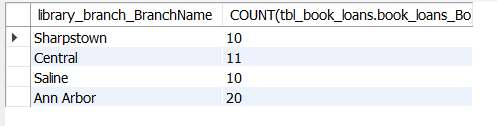 library_branch_BranchName COUNT(tbl_book_loans.book_loans_Bo
Sharpstown 10
Central 11
Saline 10
Ann Arbor 20